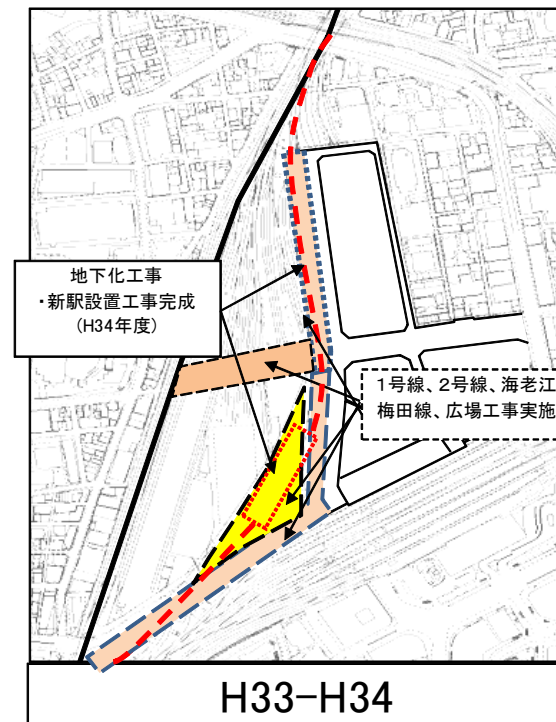 地下化工事
・新駅設置工事完成
(H34年度)
1号線、2号線、海老江
梅田線、広場工事実施
H33-H34